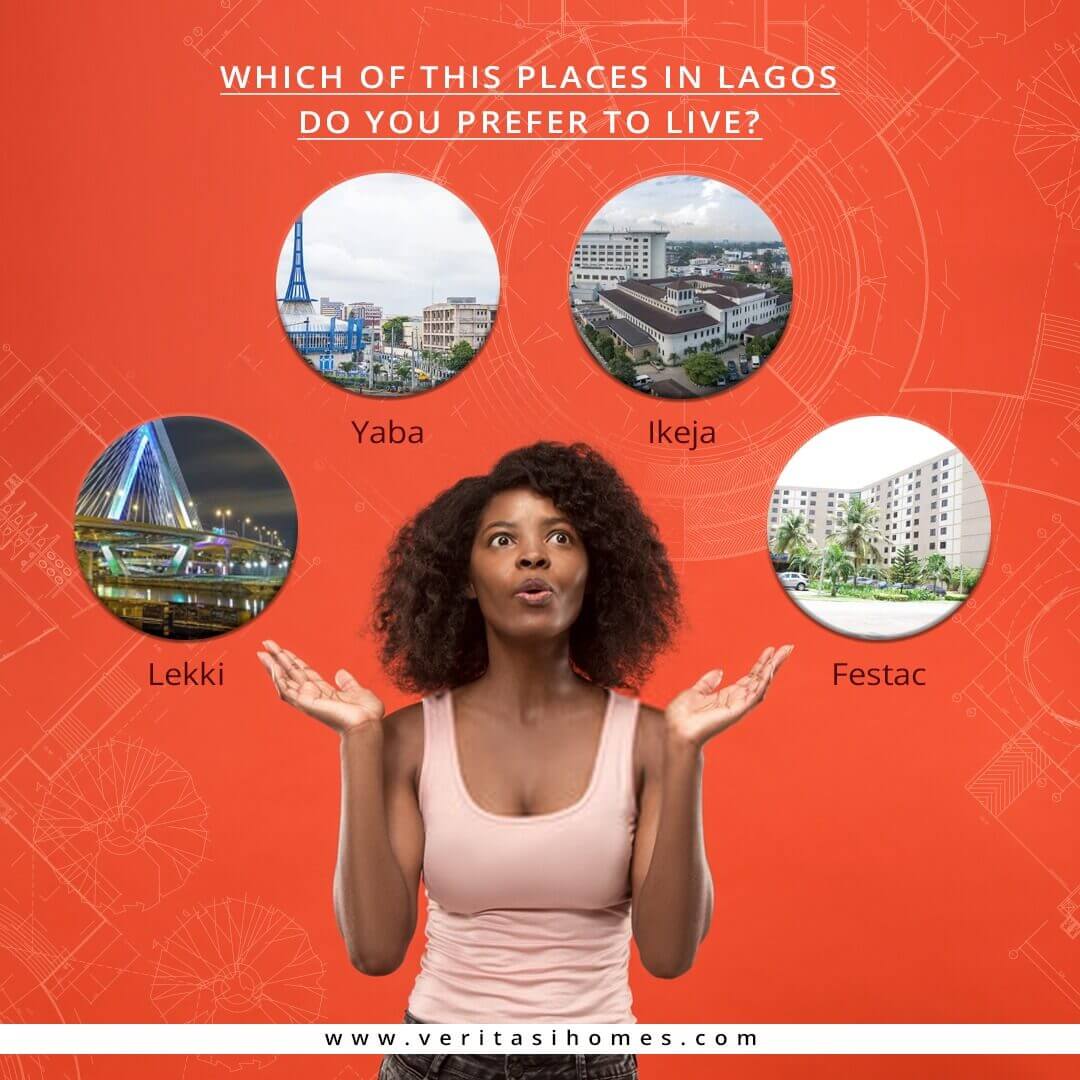 WHICH OF THIS PLACES IN LAGOS
DO YOU PREFER TO LIVE?
Yaba
Ikeja
Lekki
Festac
www.veritasihomes.com